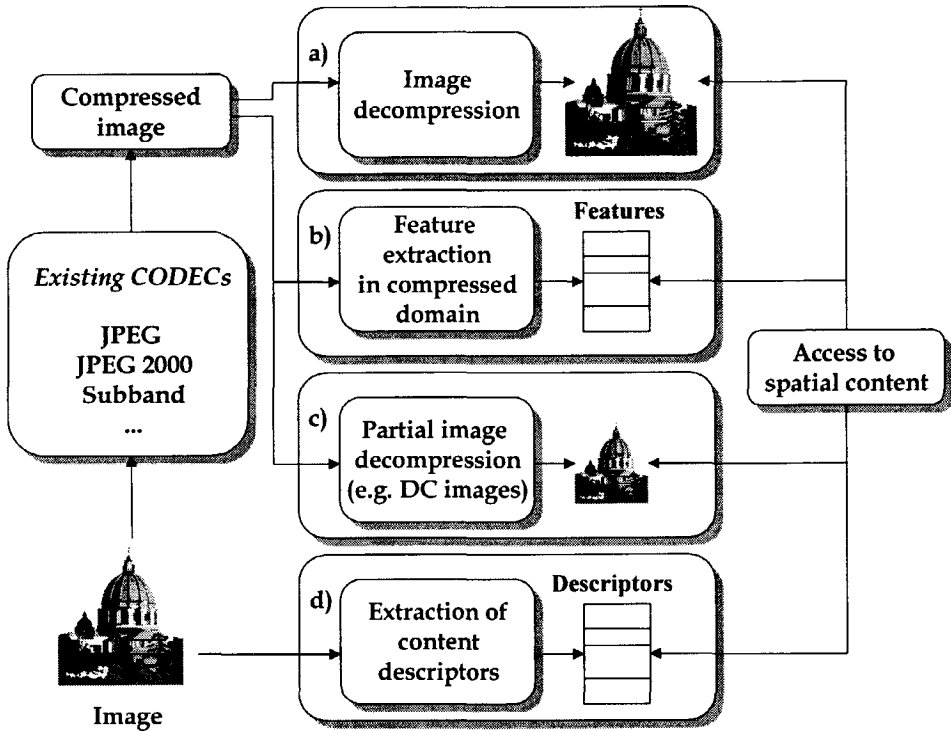 a)
Image
decompression
Compressed
image
b)
Feature
extraction
in compressed
domain
Features
Existing CODECs
JPEG
JPEG 2000
Subband
...
Access to
spatial content
c)
Partial image
decompression
(e.g. DC images)
d)
Extraction of
content
descriptors
Descriptors
Image